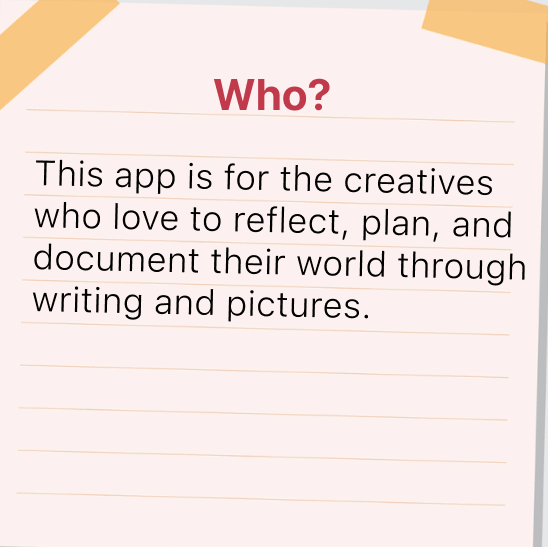 Who?
This app is for the creatives
who love to reflect, plan, and
document their world through
writing and pictures.